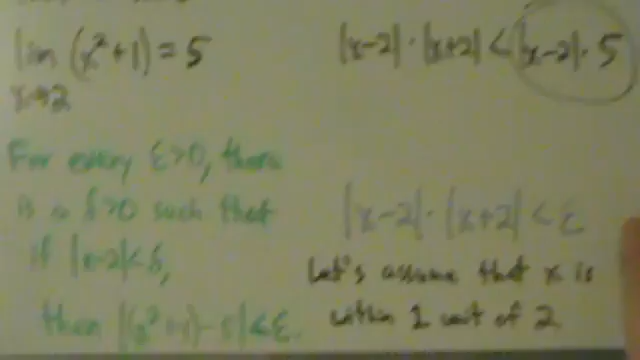 lim (x²+1) = 5
x→2
For every ε>0, there
is a δ>0 such that
if |x-2|<δ,
then |(x²+1)-5|<ε.
|x-2|·|x+2| < |x-2|·5
|x-2|·|x+2| < ε
Let's assume that x is
within 1 unit of 2